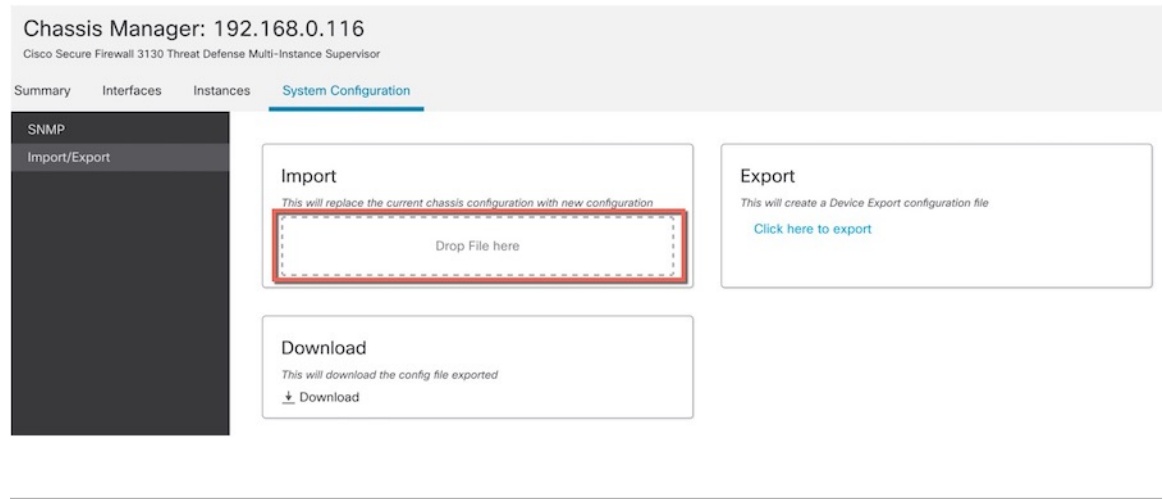 Chassis Manager: 192.168.0.116
Cisco Secure Firewall 3130 Threat Defense Multi-Instance Supervisor
Summary Interfaces Instances System Configuration
SNMP
Import/Export
Import
This will replace the current chassis configuration with new configuration
Drop File here
Export
This will create a Device Export configuration file
Click here to export
Download
This will download the config file exported
Download